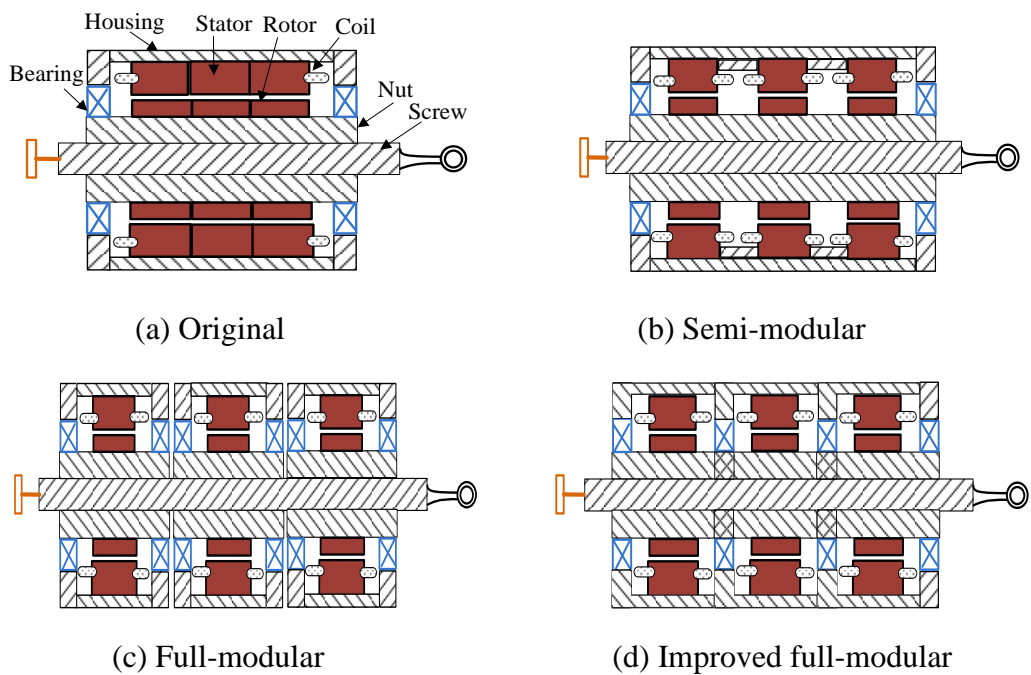 Housing
Stator
Rotor
Coil
Bearing
Nut
Screw
(a) Original
(b) Semi-modular
(c) Full-modular
(d) Improved full-modular